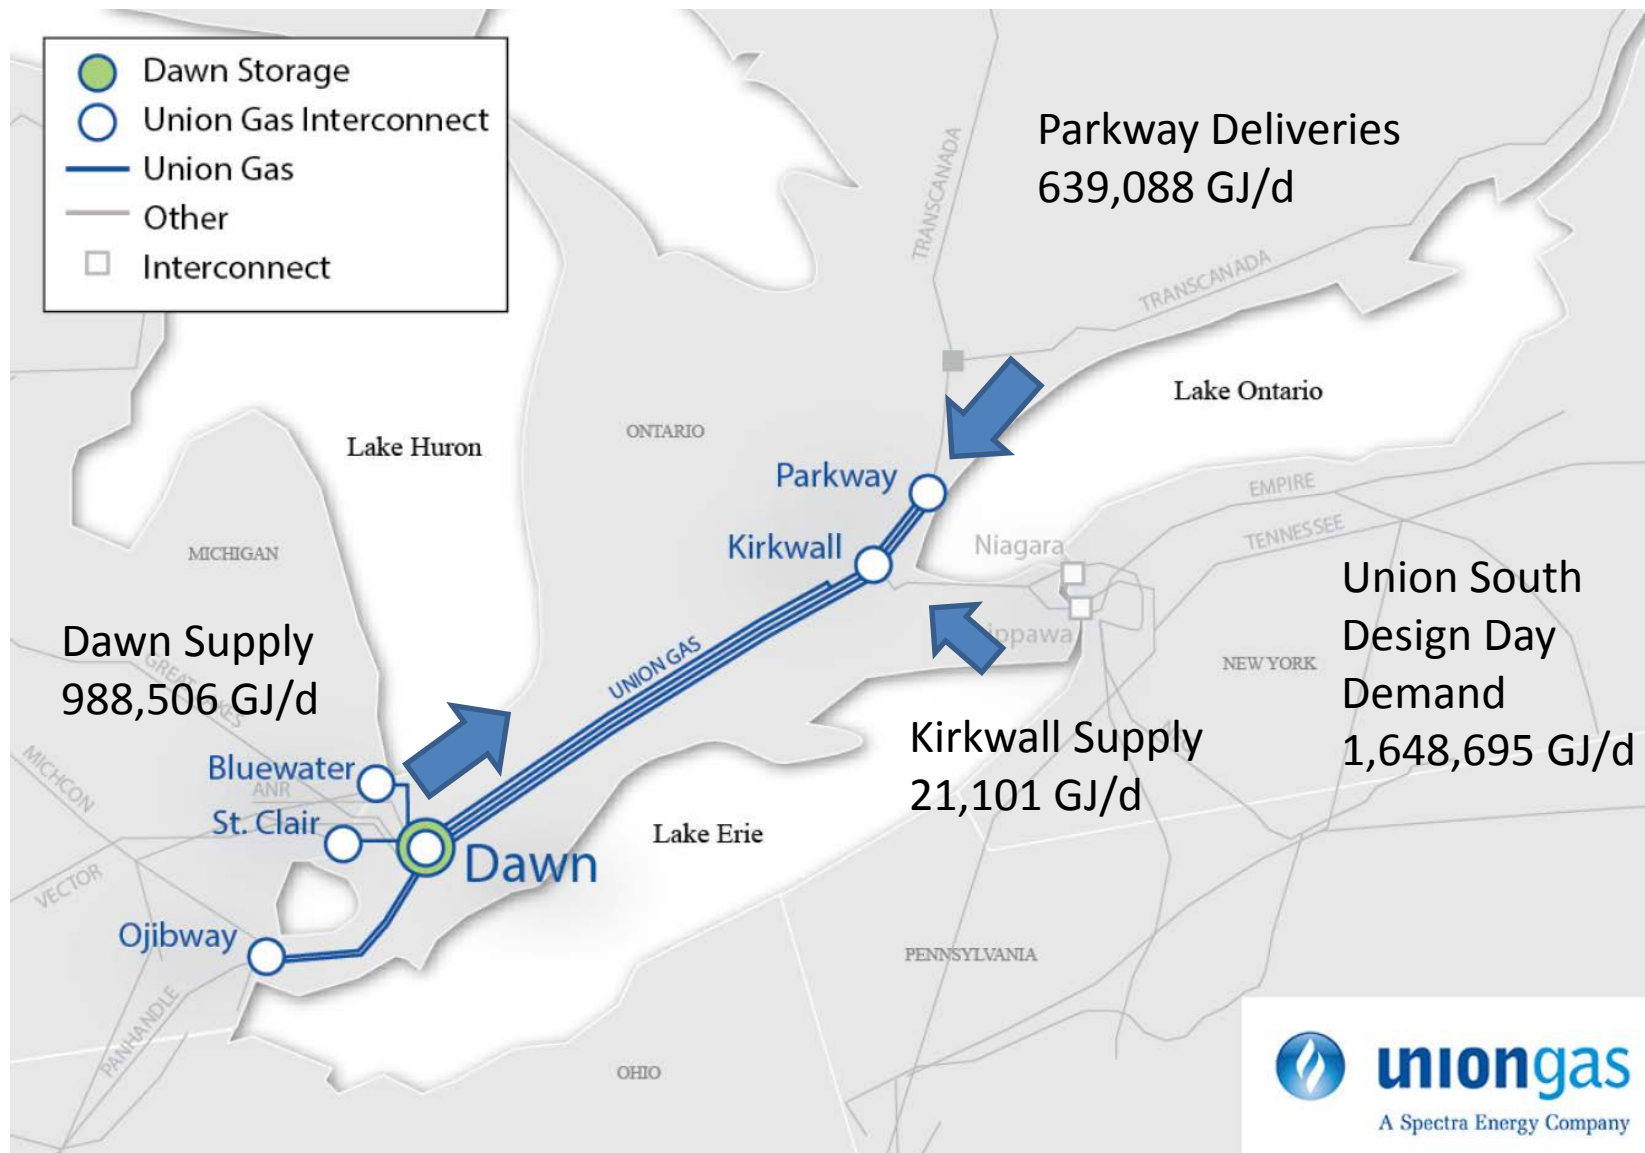 Dawn Storage
Union Gas Interconnect
Union Gas
Other
Interconnect
TRANSCANADA
Parkway Deliveries
639,088 GJ/d
TRANSCANADA
Lake Ontario
Lake Huron
ONTARIO
Parkway
EMPIRE
TENNESSEE
Kirkwall
Niagara
MICHIGAN
Union South
Design Day
Demand
1,648,695 GJ/d
Dawn Supply
988,506 GJ/d
GREAT LAKES
UNION GAS
NEW YORK
Kirkwall Supply
21,101 GJ/d
MICHCON
Bluewater
ANR
St. Clair
Lake Erie
Dawn
VECTOR
Ojibway
PENNSYLVANIA
PANHANDLE
OHIO
uniongas
A Spectra Energy Company